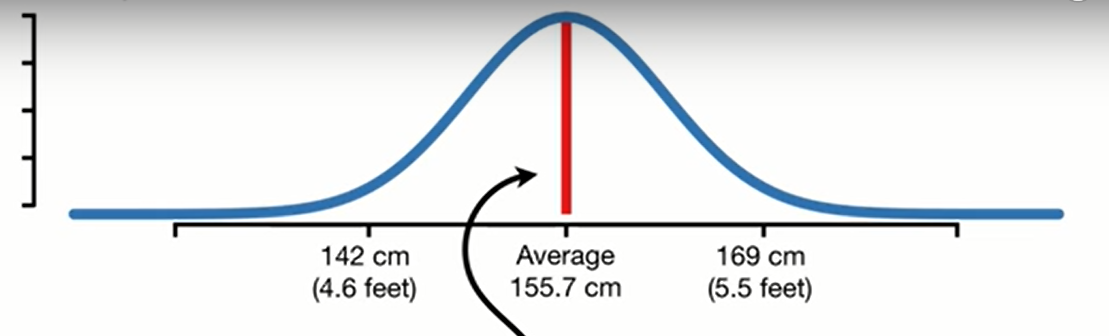 142 cm
(4.6 feet)
Average
155.7 cm
169 cm
(5.5 feet)